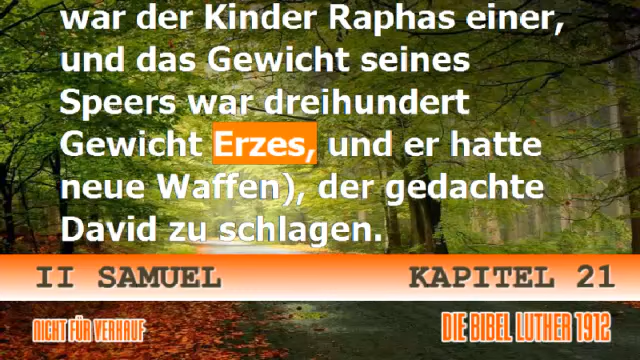 war der Kinder Raphas einer,
und das Gewicht seines
Speers war dreihundert
Gewicht Erzes, und er hatte
neue Waffen), der gedachte
David zu schlagen.
II SAMUEL KAPITEL 21
NICHT FÜR VERKAUF DIE BIBEL LUTHER 1912